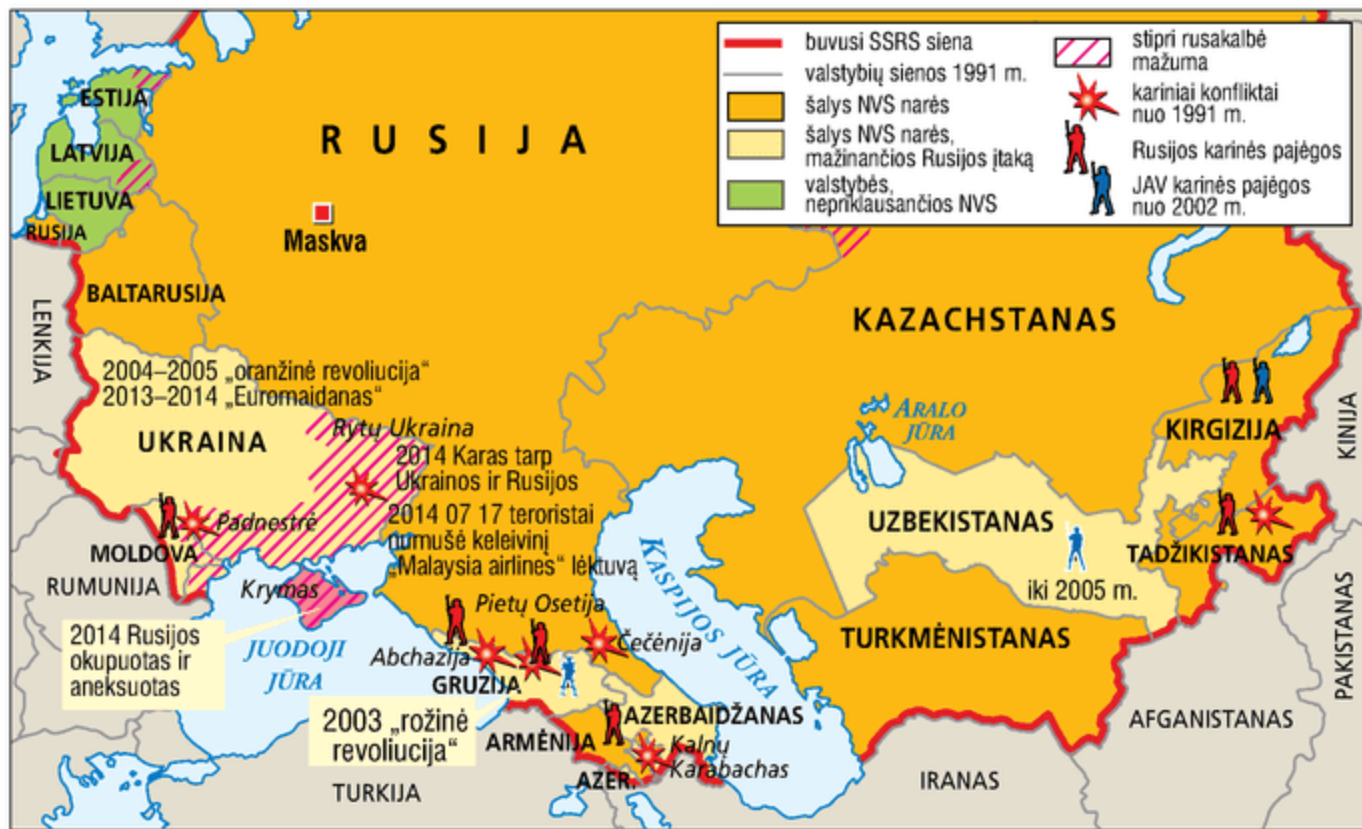 buvusi SSRS siena
valstybių sienos 1991 m.
šalys NVS narės
šalys NVS narės,
mažinančios Rusijos įtaką
valstybės,
nepriklausančios NVS
stipri rusakalbė
mažuma
kariniai konfliktai
nuo 1991 m.
Rusijos karinės pajėgos
JAV karinės pajėgos
nuo 2002 m.
ESTIJA
LATVIJA
LIETUVA
RUSIJA
RUSIJA
Maskva
BALTARUSIJA
LENKIJA
KAZACHSTANAS
2004–2005 „oranžinė revoliucija“
2013–2014 „Euromaidanas“
UKRAINA
Rytų Ukraina
2014 Karas tarp
Ukrainos ir Rusijos
2014 07 17 teroristai
numušė keleivinį
„Malaysia airlines“ lėktuvą
Padnestrė
MOLDOVA
RUMUNIJA
Krymas
2014 Rusijos
okupuotas ir
aneksuotas
JUODOJI
JŪRA
Pietų Osetija
Abchazija
Čečėnija
GRUZIJA
2003 „rožinė
revoliucija“
ARMĖNIJA
AZERBAIDŽANAS
Kalnų
Karabachas
AZER.
TURKIJA
KASPIJOS JŪRA
ARALO
JŪRA
UZBEKISTANAS
iki 2005 m.
TURKMĖNISTANAS
KIRGIZIJA
TADŽIKISTANAS
KINIJA
PAKISTANAS
AFGANISTANAS
IRANAS